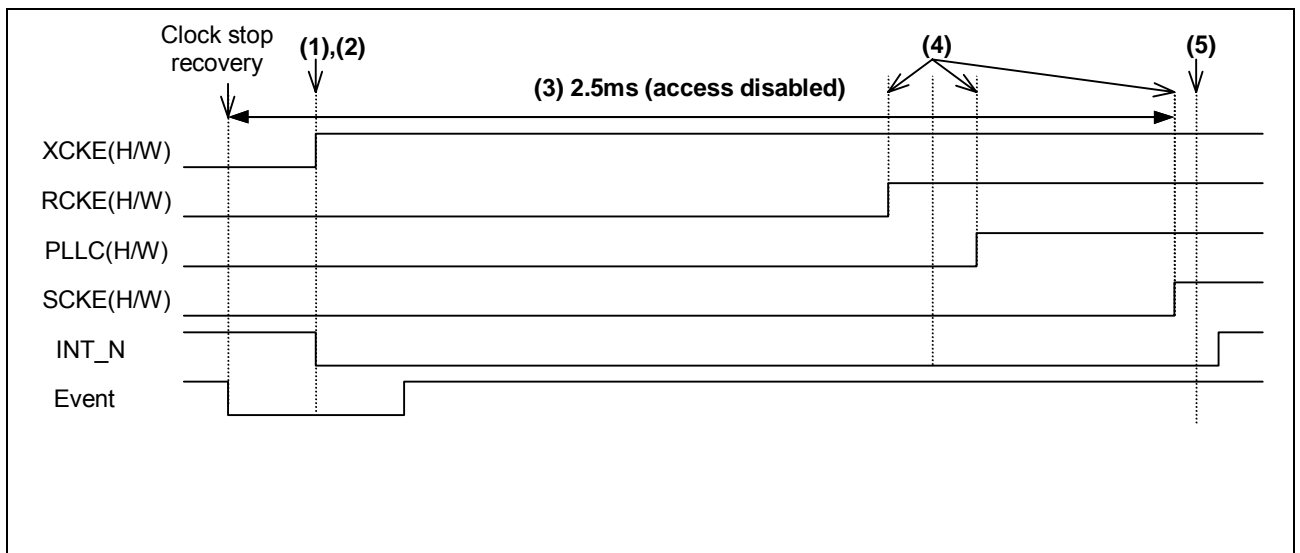 Clock stop
recovery
(1),(2)
(4)
(5)
(3) 2.5ms (access disabled)
XCKE(H/W)
RCKE(H/W)
PLLC(H/W)
SCKE(H/W)
INT_N
Event